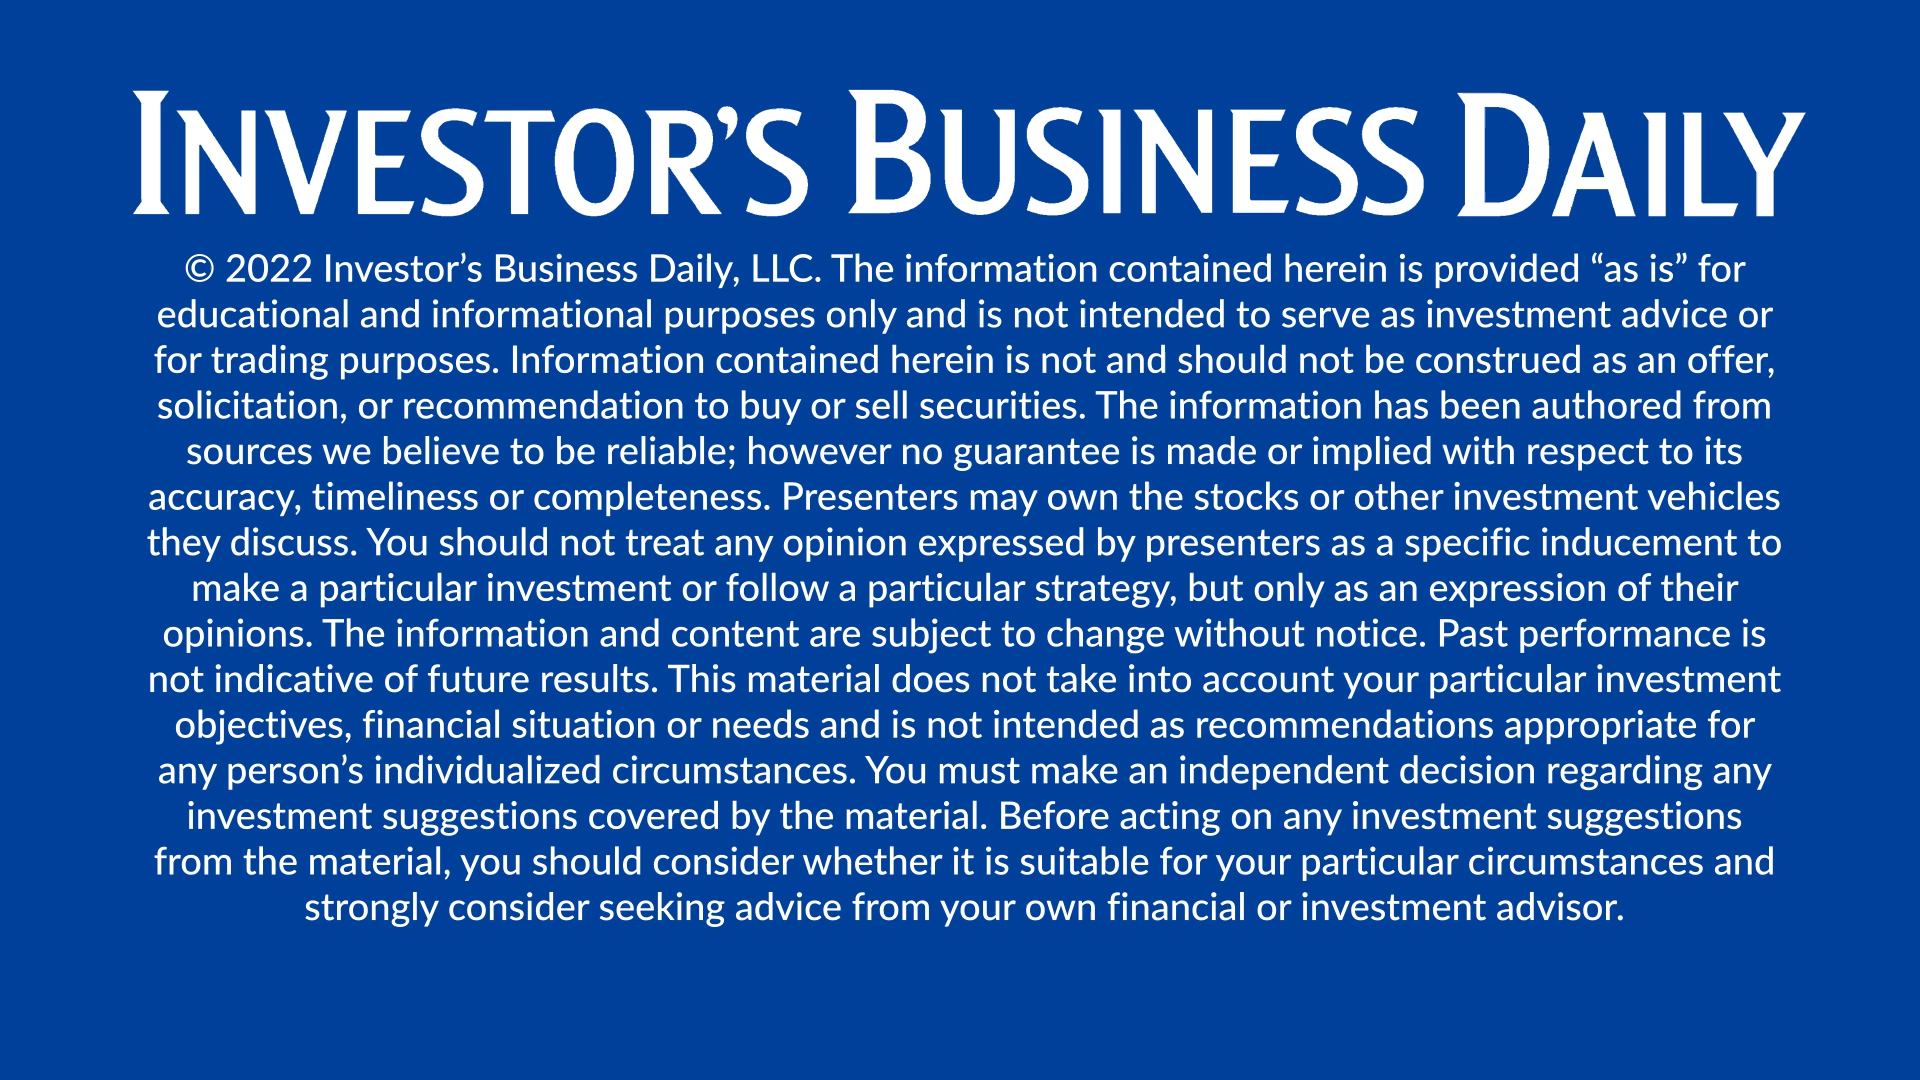 INVESTOR’S BUSINESS DAILY
© 2022 Investor’s Business Daily, LLC. The information contained herein is provided “as is” for
educational and informational purposes only and is not intended to serve as investment advice or
for trading purposes. Information contained herein is not and should not be construed as an offer,
solicitation, or recommendation to buy or sell securities. The information has been authored from
sources we believe to be reliable; however no guarantee is made or implied with respect to its
accuracy, timeliness or completeness. Presenters may own the stocks or other investment vehicles
they discuss. You should not treat any opinion expressed by presenters as a specific inducement to
make a particular investment or follow a particular strategy, but only as an expression of their
opinions. The information and content are subject to change without notice. Past performance is
not indicative of future results. This material does not take into account your particular investment
objectives, financial situation or needs and is not intended as recommendations appropriate for
any person’s individualized circumstances. You must make an independent decision regarding any
investment suggestions covered by the material. Before acting on any investment suggestions
from the material, you should consider whether it is suitable for your particular circumstances and
strongly consider seeking advice from your own financial or investment advisor.